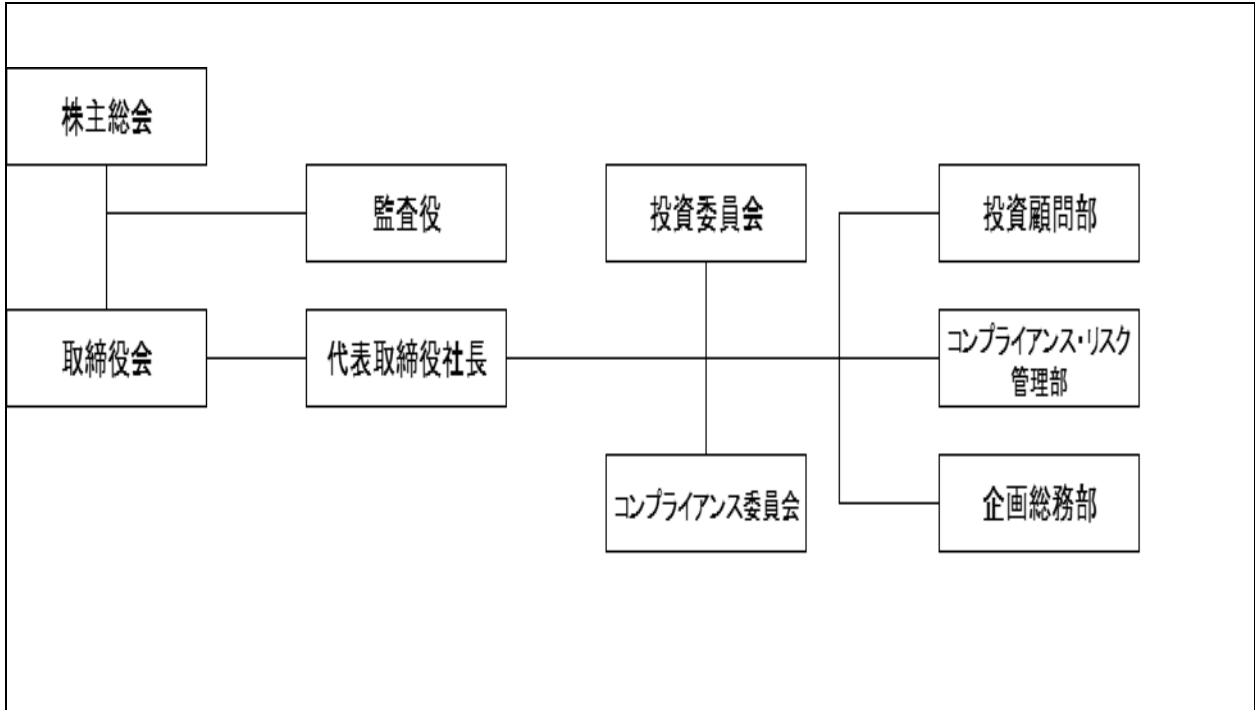 株主総会
監査役
投資委員会
投資顧問部
取締役会
代表取締役社長
コンプライアンス・リスク
管理部
コンプライアンス委員会
企画総務部